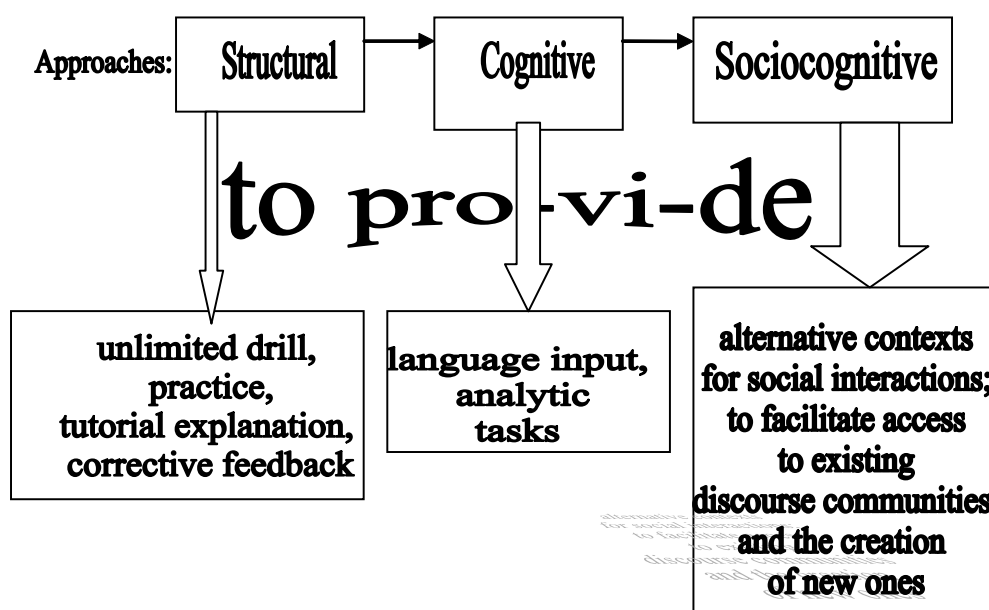 Approaches: Structural Cognitive Sociocognitive
to pro-vi-de
unlimited drill,
practice,
tutorial explanation,
corrective feedback
language input,
analytic
tasks
alternative contexts
for social interactions;
to facilitate access
to existing
discourse communities
and the creation
of new ones